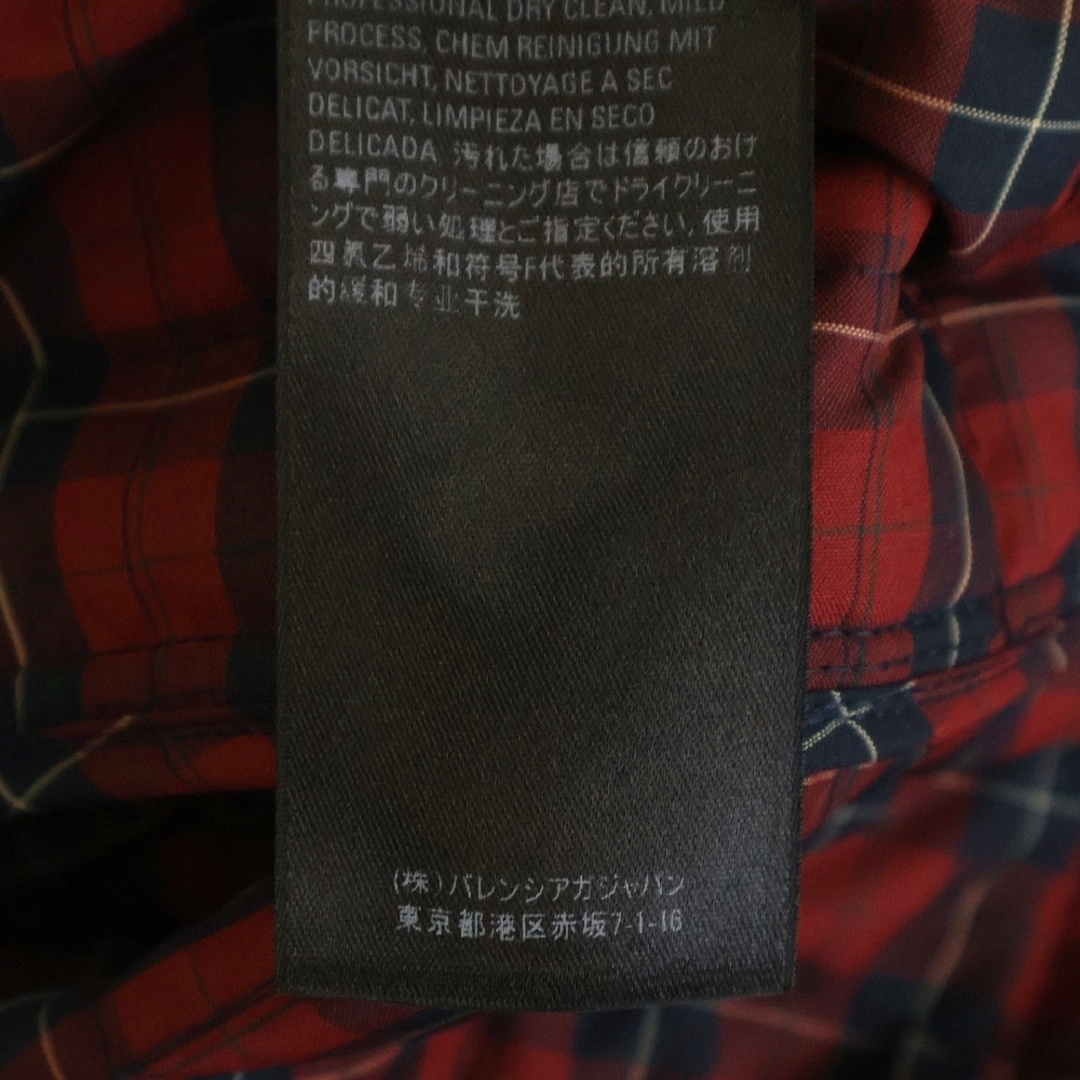 PROFESSIONAL DRY CLEAN, MILD
PROCESS, CHEM REINIGUNG MIT
VORSICHT, NETTOYAGE A SEC
DELICAT, LIMPIEZA EN SECO
DELICADA 汚れた場合は信頼のおけ
る専門のクリーニング店でドライクリーニ
ングで弱い処理とご指定ください, 使用
四氯乙烯和符号F代表的所有溶剂
的缓和专业干洗
(株)バレンシアガジャパン
東京都港区赤坂7-1-16